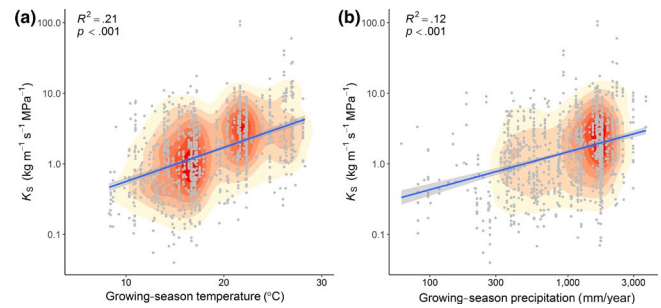 (a)
R² = .21
p < .001
100.0
10.0
1.0
0.1
KS (kg m⁻¹ s⁻¹ MPa⁻¹)
10
20
30
Growing-season temperature (°C)
(b)
R² = .12
p < .001
100.0
10.0
1.0
0.1
KS (kg m⁻¹ s⁻¹ MPa⁻¹)
100
300
1,000
3,000
Growing-season precipitation (mm/year)